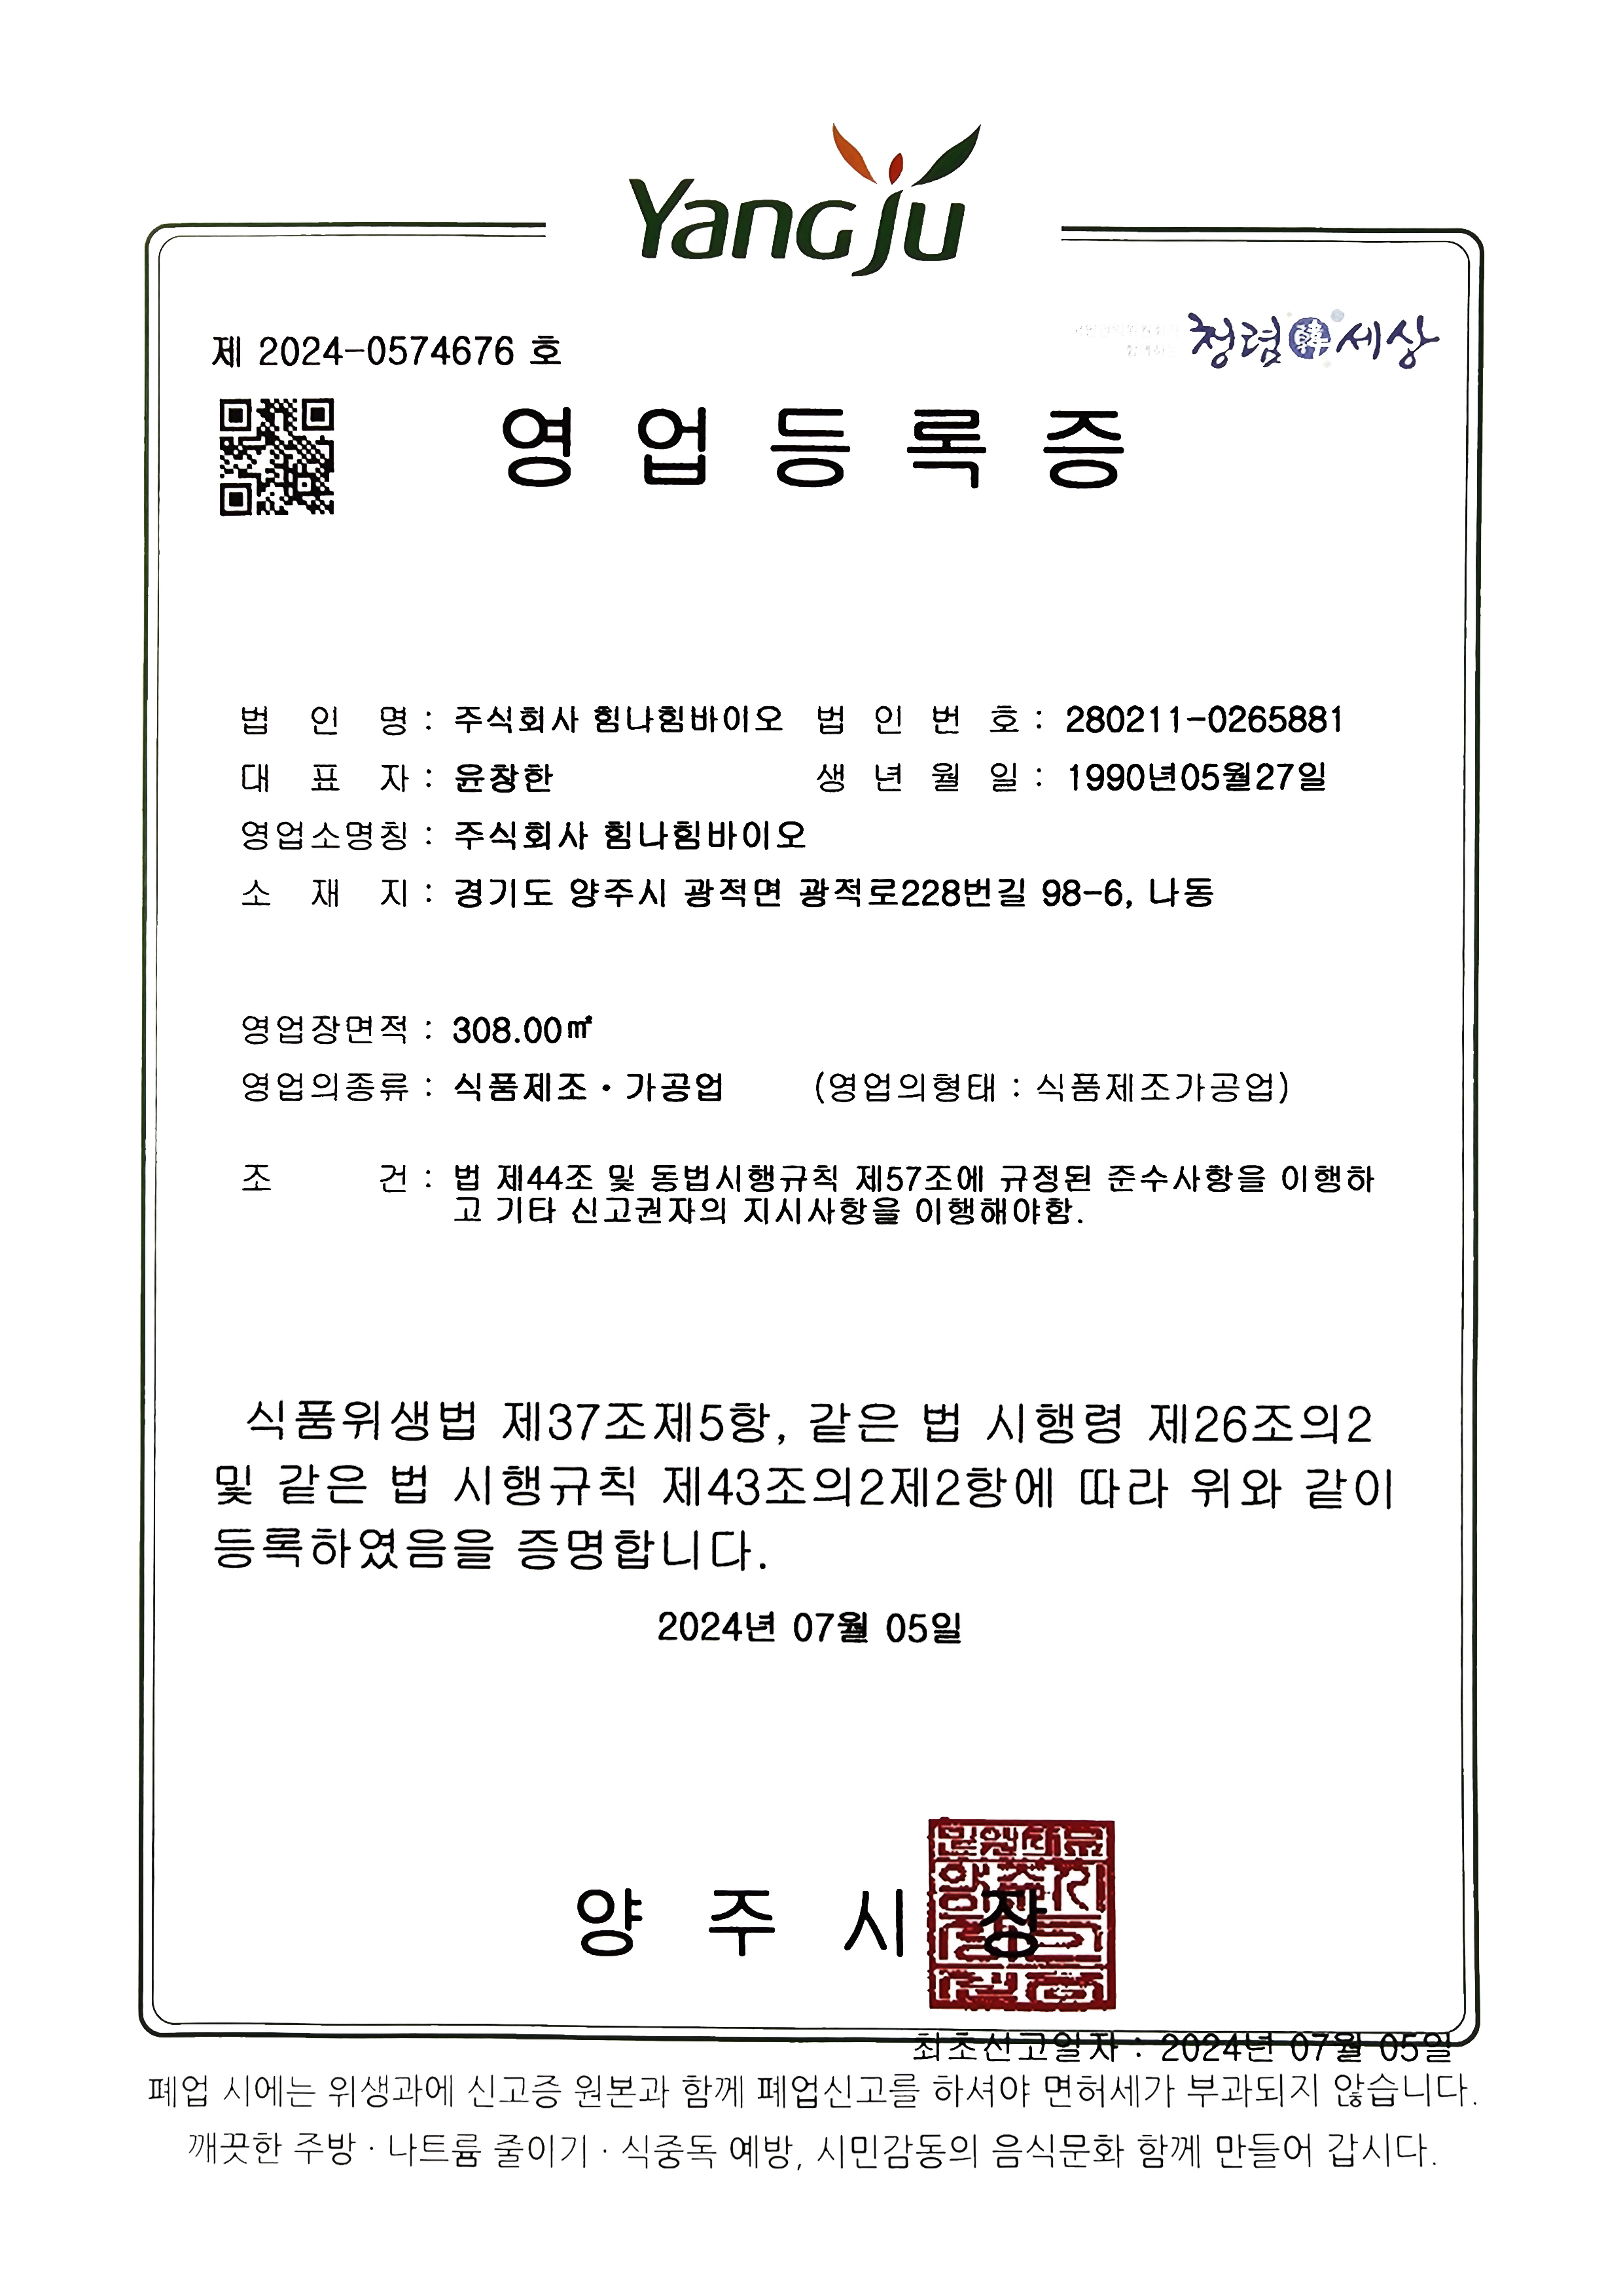 Yangju
제 2024-0574676 호
청렴韓세상
영 업 등 록 증
법 인 명 : 주식회사 힘나힘바이오 법 인 번 호 : 280211-0265881
대 표 자 : 윤창한 생 년 월 일 : 1990년05월27일
영업소명칭 : 주식회사 힘나힘바이오
소 재 지 : 경기도 양주시 광적면 광적로228번길 98-6, 나동
영업장면적 : 308.00㎡
영업의종류 : 식품제조·가공업 (영업의형태 : 식품제조가공업)
조 건 : 법 제44조 및 동법시행규칙 제57조에 규정된 준수사항을 이행하
고 기타 신고권자의 지시사항을 이행해야함.
식품위생법 제37조제5항, 같은 법 시행령 제26조의2
및 같은 법 시행규칙 제43조의2제2항에 따라 위와 같이
등록하였음을 증명합니다.
2024년 07월 05일
양 주 시 장
최초신고일자 : 2024년 07월 05일
폐업 시에는 위생과에 신고증 원본과 함께 폐업신고를 하셔야 면허세가 부과되지 않습니다.
깨끗한 주방 · 나트륨 줄이기 · 식중독 예방, 시민감동의 음식문화 함께 만들어 갑시다.